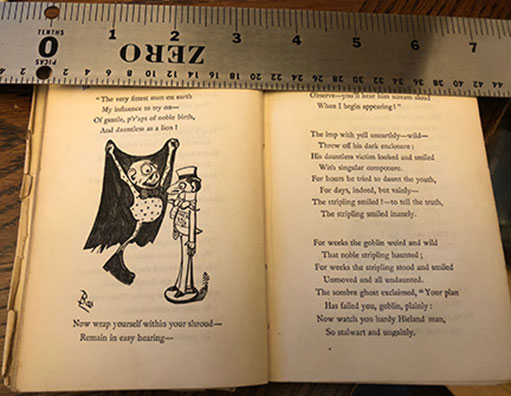 TENTHS
0 1 2 3 4 5 6 7
ZERO
PICAS
4 2 2 4 6 8 10 12 14 16 18 20 22 24 26 28 30 32 34 36 38 40 42 44
"The very fittest man on earth
My influence to try on—
Of gentle, p'r'aps of noble birth,
And dauntless as a lion!
Now wrap yourself within your shroud—
Remain in easy hearing—
Observe—you'll hear him scream aloud
When I begin appearing!"
The imp with yell unearthly—wild—
Threw off his dark enclosure:
His dauntless victim looked and smiled
With singular composure.
For hours he tried to daunt the youth,
For days, indeed, but vainly—
The stripling smiled!—to tell the truth,
The stripling smiled inanely.
For weeks the goblin weird and wild
That noble stripling haunted;
For weeks the stripling stood and smiled
Unmoved and all undaunted.
The sombre ghost exclaimed, "Your plan
Has failed you, goblin, plainly:
Now watch you hardy Hieland man,
So stalwart and ungainly.